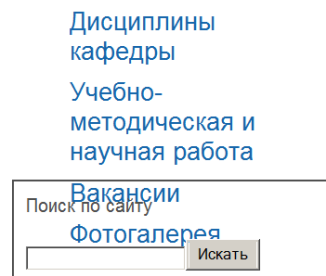 Дисциплины
кафедры
Учебно-
методическая и
научная работа
Вакансии
Поиск по сайту
Фотогалерея
Искать